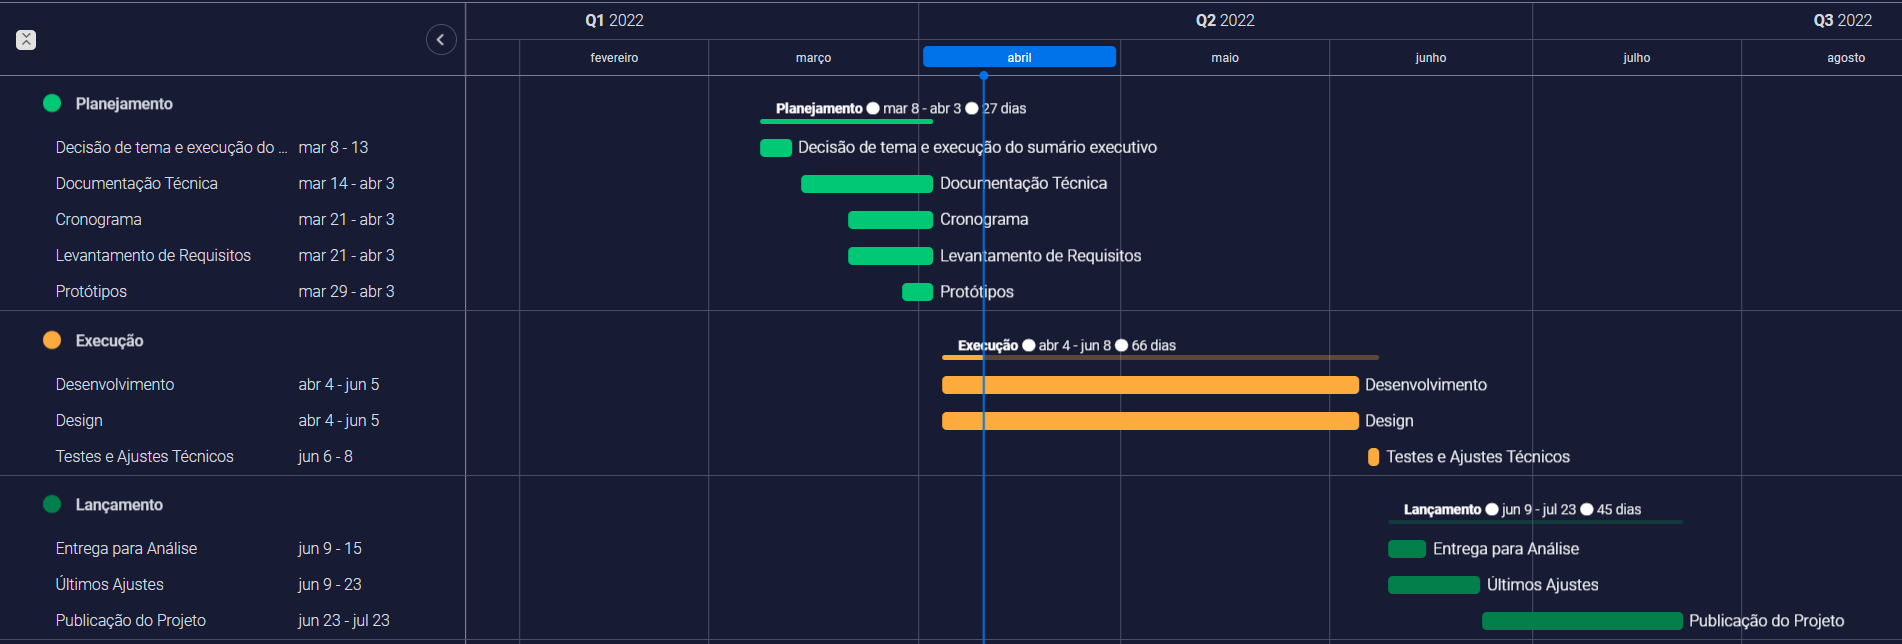 Q1 2022 Q2 2022 Q3 2022
fevereiro março abril maio junho julho agosto
Planejamento
Planejamento mar 8 - abr 3 27 dias
Decisão de tema e execução do ... mar 8 - 13 Decisão de tema e execução do sumário executivo
Documentação Técnica mar 14 - abr 3 Documentação Técnica
Cronograma mar 21 - abr 3 Cronograma
Levantamento de Requisitos mar 21 - abr 3 Levantamento de Requisitos
Protótipos mar 29 - abr 3 Protótipos
Execução
Execução abr 4 - jun 8 66 dias
Desenvolvimento abr 4 - jun 5 Desenvolvimento
Design abr 4 - jun 5 Design
Testes e Ajustes Técnicos jun 6 - 8 Testes e Ajustes Técnicos
Lançamento
Lançamento jun 9 - jul 23 45 dias
Entrega para Análise jun 9 - 15 Entrega para Análise
Últimos Ajustes jun 9 - 23 Últimos Ajustes
Publicação do Projeto jun 23 - jul 23 Publicação do Projeto